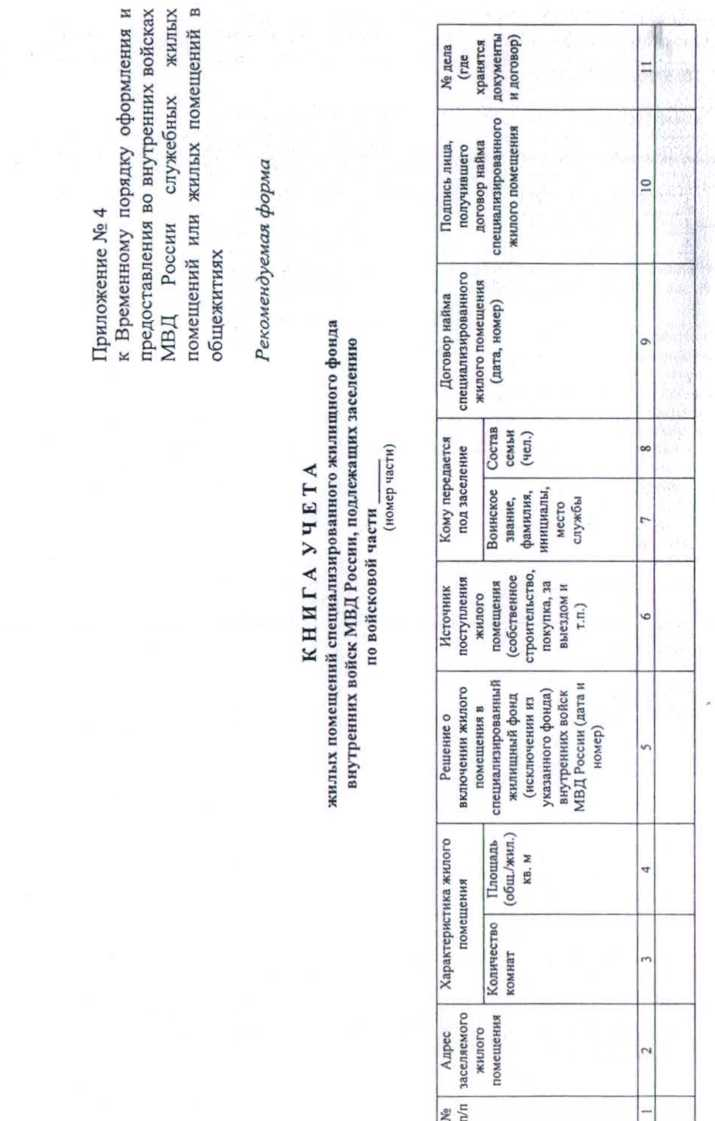 Приложение № 4
к Временному порядку оформления и
предоставления во внутренних войсках
МВД России служебных жилых
помещений или жилых помещений в
общежитиях
Рекомендуемая форма
КНИГА УЧЕТА
жилых помещений специализированного жилищного фонда
внутренних войск МВД России, подлежащих заселению
по войсковой части ______
(номер части)
№
п/п
Адрес
заселяемого
жилого
помещения
Характеристика жилого
помещения
Количество
комнат
Площадь
(общ./жил.)
кв. м
Решение о
включении жилого
помещения в
специализированный
жилищный фонд
(исключении из
указанного фонда)
внутренних войск
МВД России (дата и
номер)
Источник
поступления
жилого
помещения
(собственное
строительство,
покупка, за
выездом и
т.п.)
Кому передается
под заселение
Воинское
звание,
фамилия,
инициалы,
место
службы
Состав
семьи
(чел.)
Договор найма
специализированного
жилого помещения
(дата, номер)
Подпись лица,
получившего
договор найма
специализированного
жилого помещения
№ дела
(где
хранятся
документы
и договор)
1 2 3 4 5 6 7 8 9 10 11